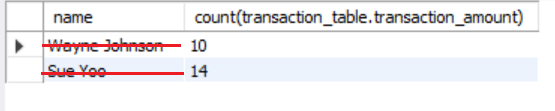 name count(transaction_table.transaction_amount)
Wayne Johnson 10
Sue Yoo 14